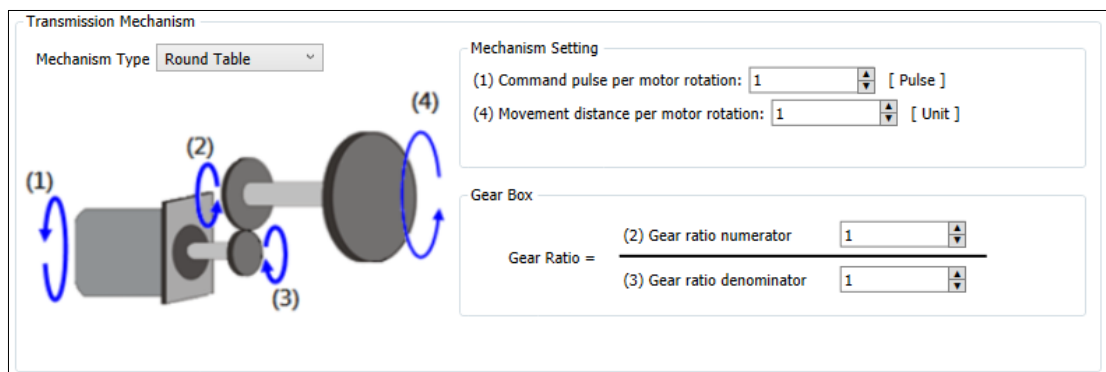 Transmission Mechanism
Mechanism Type Round Table
(1)
(2)
(3)
(4)
Mechanism Setting
(1) Command pulse per motor rotation: 1 [ Pulse ]
(4) Movement distance per motor rotation: 1 [ Unit ]
Gear Box
Gear Ratio =
(2) Gear ratio numerator 1
(3) Gear ratio denominator 1